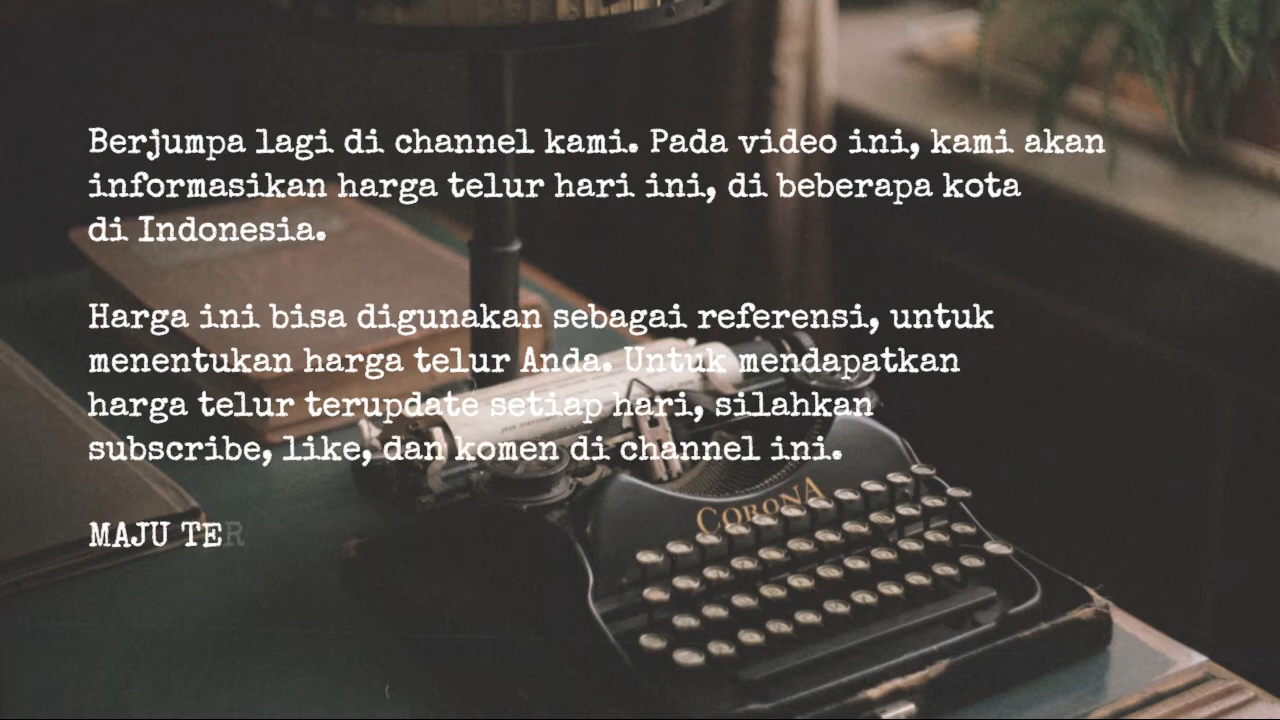 Berjumpa lagi di channel kami. Pada video ini, kami akan
informasikan harga telur hari ini, di beberapa kota
di Indonesia.
Harga ini bisa digunakan sebagai referensi, untuk
menentukan harga telur Anda. Untuk mendapatkan
harga telur terupdate setiap hari, silahkan
subscribe, like, dan komen di channel ini.
MAJU TER
CORONA